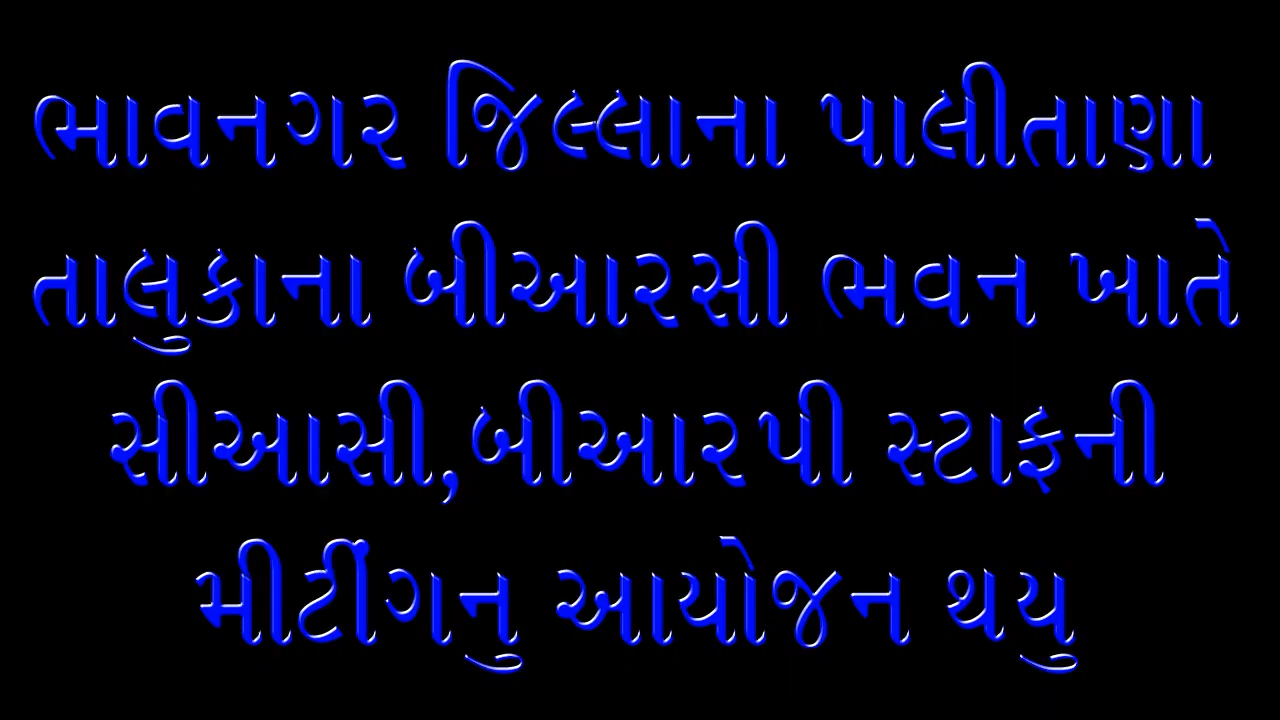 ભાવનગર જિલ્લાના પાલીતાણા
તાલુકાના બીઆરસી ભવન ખાતે
સીઆસી,બીઆરપી સ્ટાફની
મીટીંગનુ આયોજન થયુ